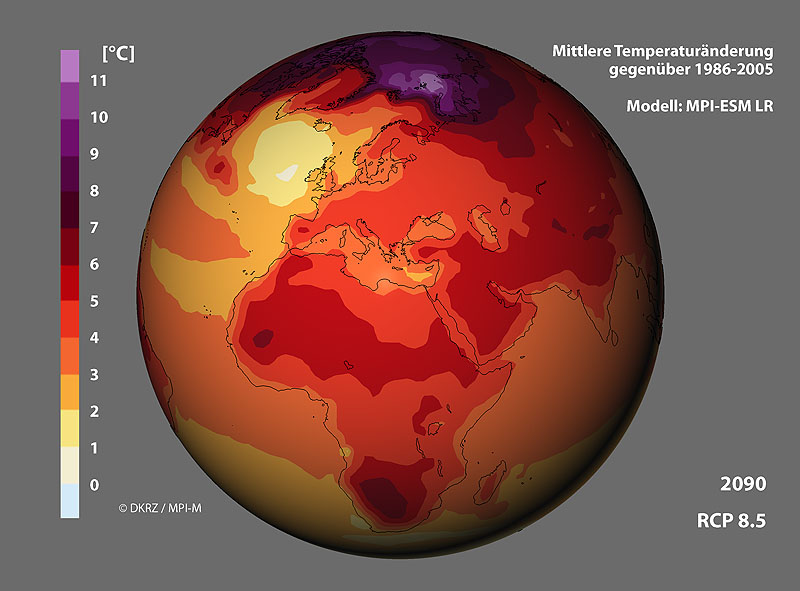 [°C]
11
10
9
8
7
6
5
4
3
2
1
0
Mittlere Temperaturänderung
gegenüber 1986-2005
Modell: MPI-ESM LR
2090
RCP 8.5
© DKRZ / MPI-M